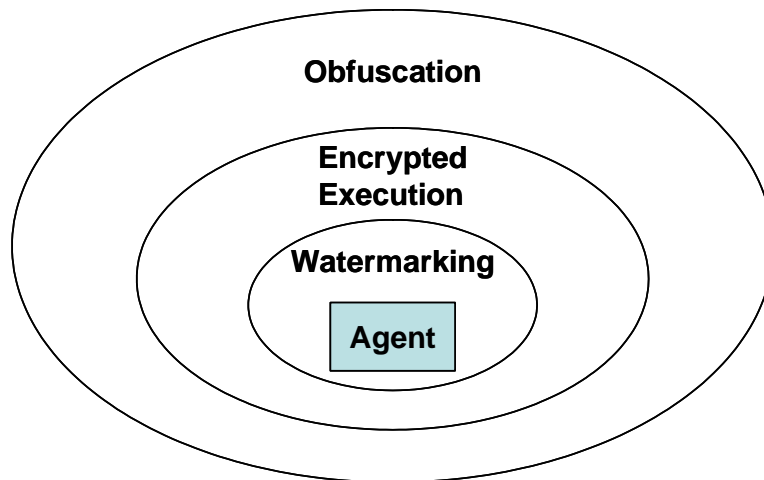 Obfuscation
Encrypted
Execution
Watermarking
Agent